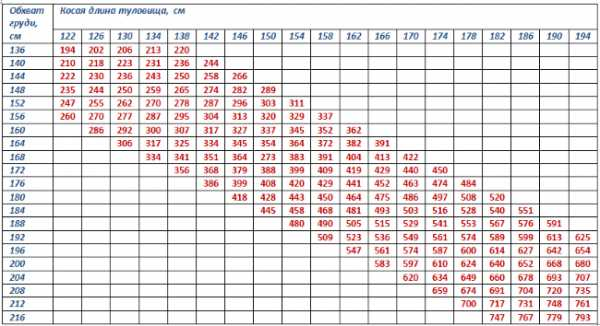 Обхват Косая длина туловища, см
груди,
см 122 126 130 134 138 142 146 150 154 158 162 166 170 174 178 182 186 190 194
136 194 202 206 213 220
140 210 218 223 231 236 244
144 222 230 236 243 250 258 266
148 235 244 250 259 265 274 282 289
152 247 255 262 270 278 287 296 303 311
156 260 270 277 287 295 304 313 320 329 337
160 286 292 300 307 317 327 337 345 352 362
164 306 317 325 334 345 354 364 372 382 391
168 334 341 351 364 273 383 391 404 413 422
172 356 368 379 388 399 409 419 429 440 450
176 386 399 408 420 429 441 452 463 474 484
180 418 428 443 450 464 475 486 497 508 520
184 445 458 468 481 493 503 516 528 540 551
188 480 490 505 515 529 541 553 567 576 591
192 509 523 536 549 561 574 589 599 613 625
196 547 561 574 587 600 614 627 642 654
200 583 597 610 624 640 652 668 680
204 620 634 649 660 678 693 707
208 659 674 691 704 720 735
212 700 717 731 748 761
216 747 767 779 793